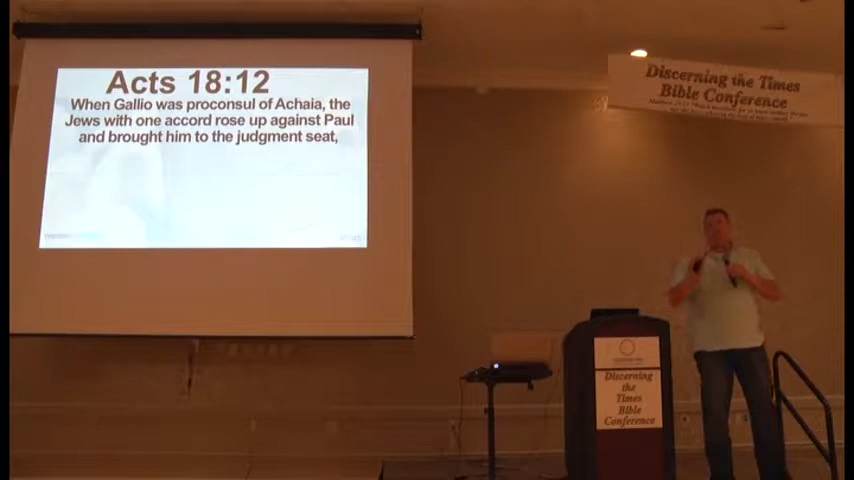 Acts 18:12
When Gallio was proconsul of Achaia, the
Jews with one accord rose up against Paul
and brought him to the judgment seat,
Discerning the Times
Bible Conference
Discerning
the
Times
Bible
Conference